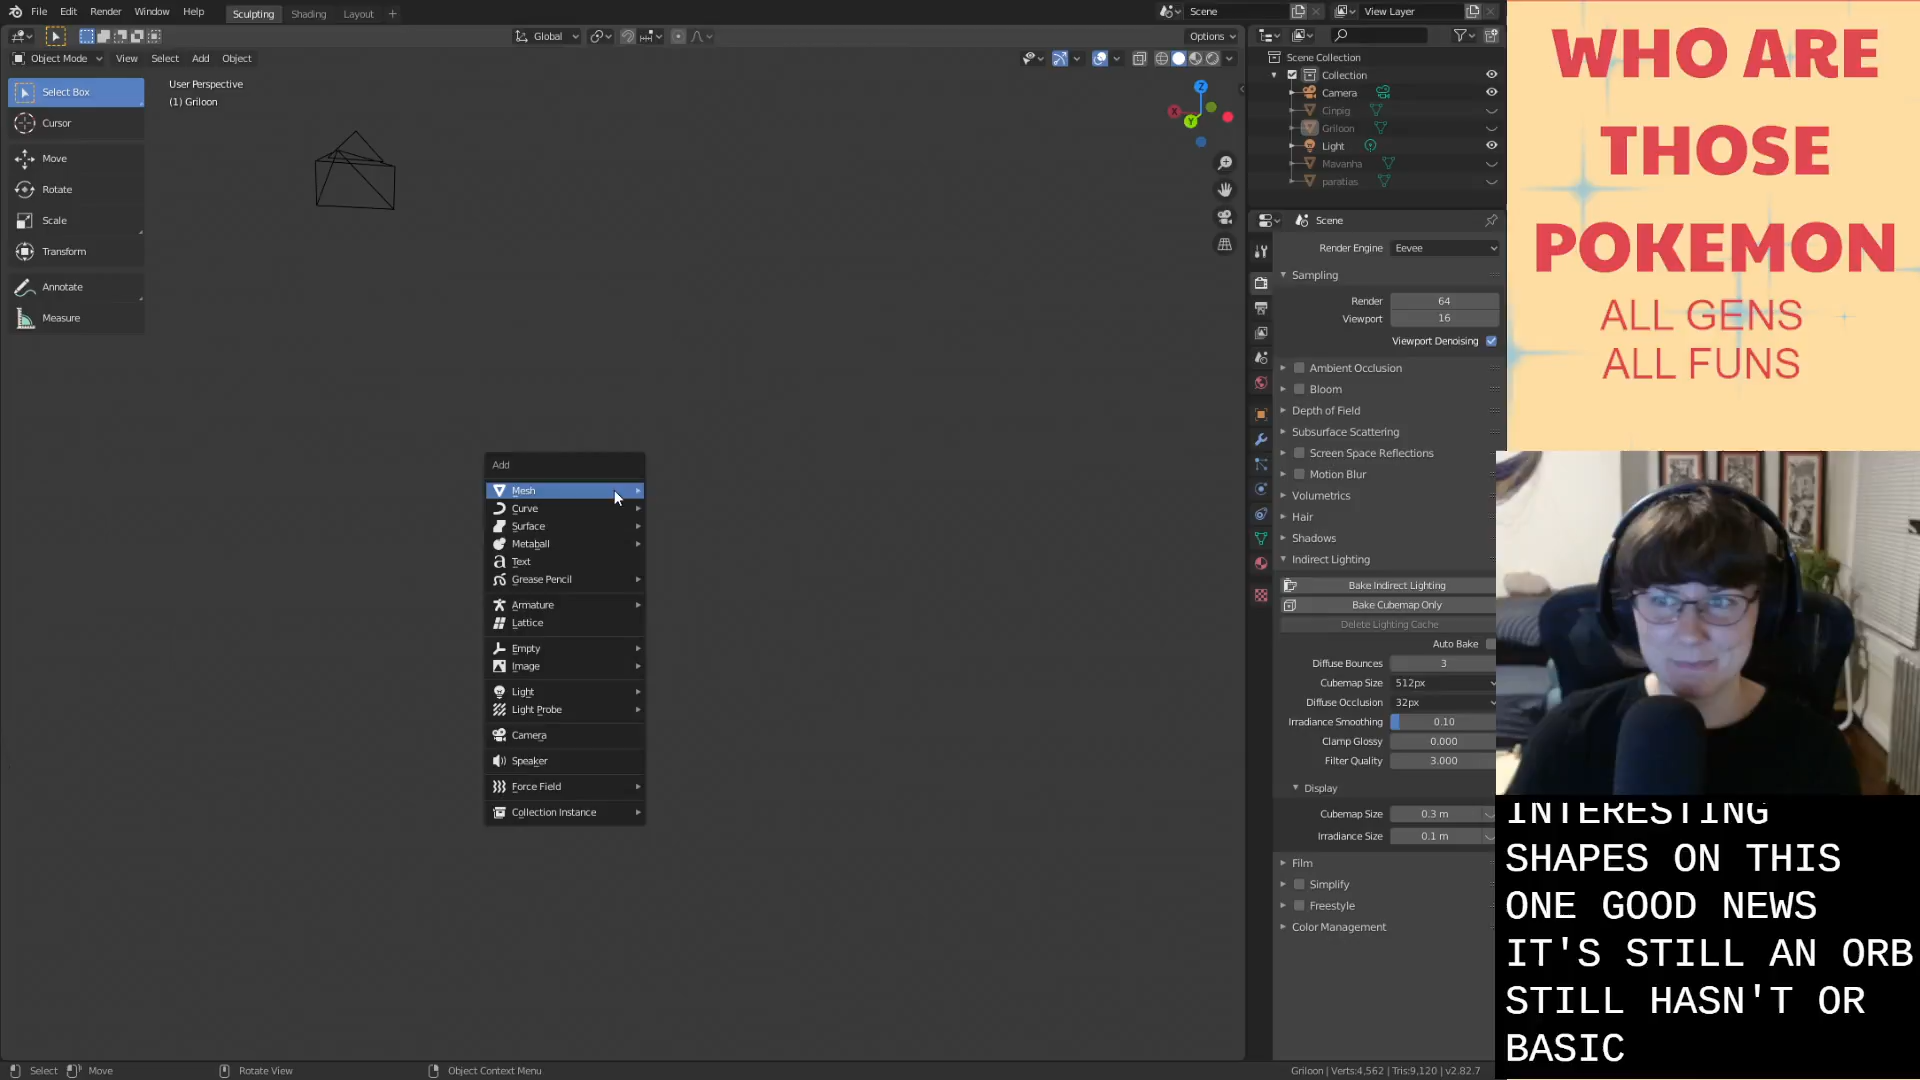 File Edit Render Window Help Sculpting Shading Layout + Scene View Layer
Global Options
Object Mode View Select Add Object
Select Box
Cursor
Move
Rotate
Scale
Transform
Annotate
Measure
User Perspective
(1) Griloon
Z
X
Y
Add
Mesh
Curve
Surface
Metaball
Text
Grease Pencil
Armature
Lattice
Empty
Image
Light
Light Probe
Camera
Speaker
Force Field
Collection Instance
Scene Collection
Collection
Camera
Cinpig
Griloon
Light
Mavanha
paratias
Scene
Render Engine Eevee
Sampling
Render 64
Viewport 16
Viewport Denoising
Ambient Occlusion
Bloom
Depth of Field
Subsurface Scattering
Screen Space Reflections
Motion Blur
Volumetrics
Hair
Shadows
Indirect Lighting
Bake Indirect Lighting
Bake Cubemap Only
Delete Lighting Cache
Auto Bake
Diffuse Bounces 3
Cubemap Size 512px
Diffuse Occlusion 32px
Irradiance Smoothing 0.10
Clamp Glossy 0.000
Filter Quality 3.000
Display
Cubemap Size 0.3 m
Irradiance Size 0.1 m
Film
Simplify
Freestyle
Color Management
WHO ARE
THOSE
POKEMON
ALL GENS
ALL FUNS
INTERESTING
SHAPES ON THIS
ONE GOOD NEWS
IT'S STILL AN ORB
STILL HASN'T OR
BASIC
Select Move Rotate View Object Context Menu Griloon | Verts:4,562 | Tris:9,120 | v2.82.7